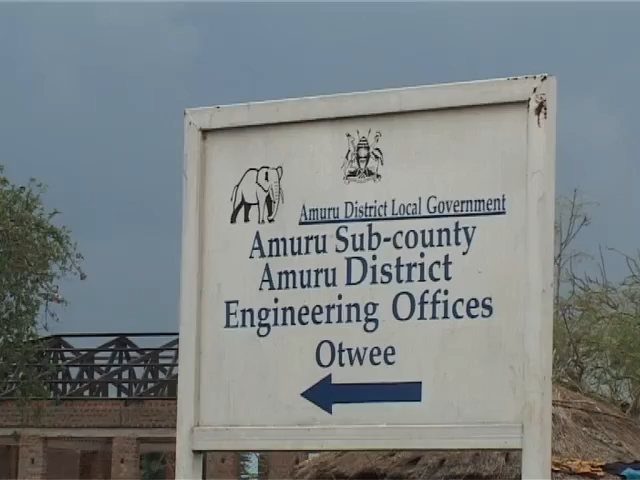 Amuru District Local Government
Amuru Sub-county
Amuru District
Engineering Offices
Otwee